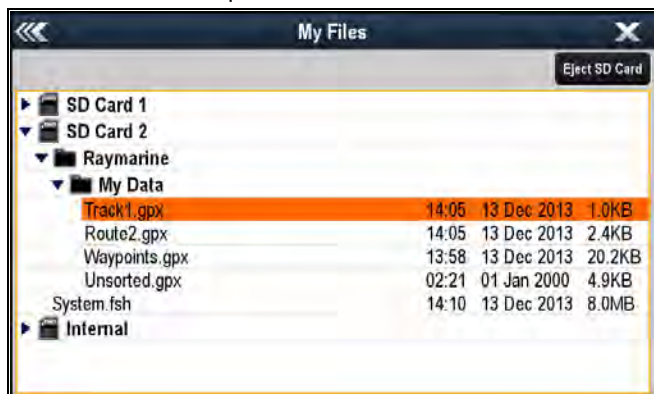 My Files
Eject SD Card
SD Card 1
SD Card 2
Raymarine
My Data
Track1.gpx 14:05 13 Dec 2013 1.0KB
Route2.gpx 14:05 13 Dec 2013 2.4KB
Waypoints.gpx 13:58 13 Dec 2013 20.2KB
Unsorted.gpx 02:21 01 Jan 2000 4.9KB
System.fsh 14:10 13 Dec 2013 8.0MB
Internal